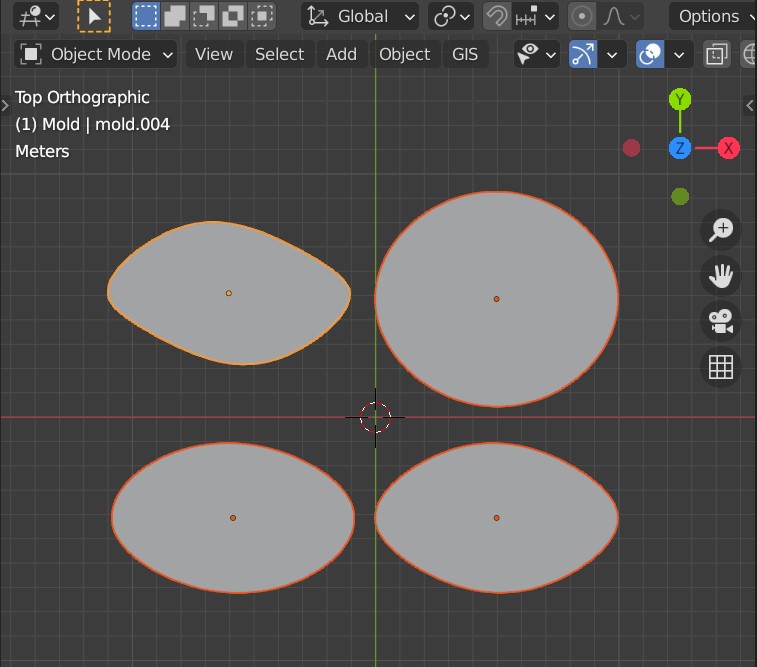 Global
Options
Object Mode
View
Select
Add
Object
GIS
Top Orthographic
(1) Mold | mold.004
Meters
Y
Z
X